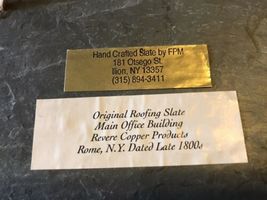 Hand Crafted Slate by FPM
181 Otsego St.
Ilion, NY 13357
(315) 894-3411
Original Roofing Slate
Main Office Building
Revere Copper Products
Rome, N.Y. Dated Late 1800s